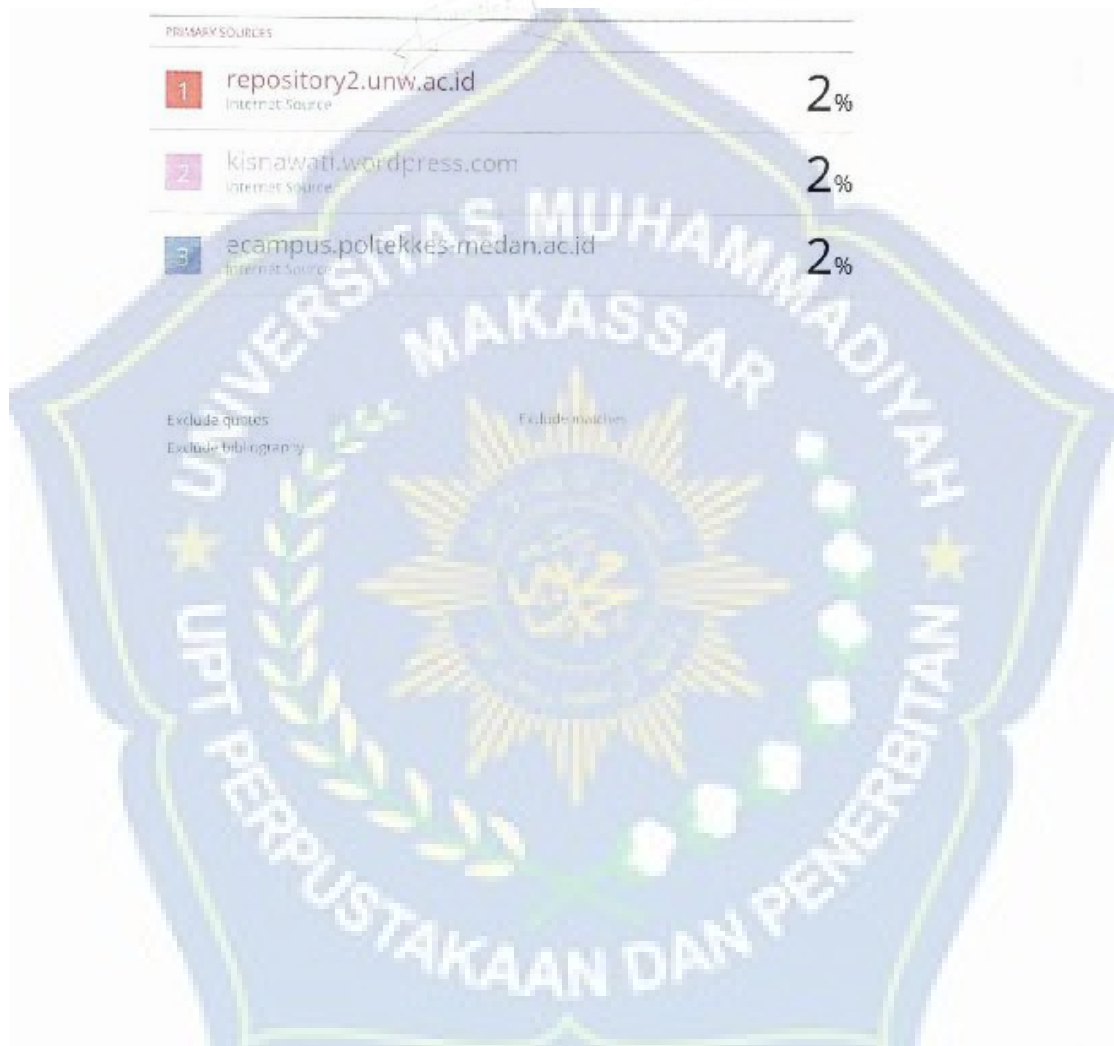 PRIMARY SOURCES
1 repository2.unw.ac.id 2%
Internet Source
2 kisnawati.wordpress.com 2%
Internet Source
3 ecampus.poltekkes-medan.ac.id 2%
Internet Source
UNIVERSITAS MUHAMMADIYAH
MAKASSAR
Exclude quotes
Exclude matches
Exclude bibliography
UPT PERPUSTAKAAN DAN PENERBITAN